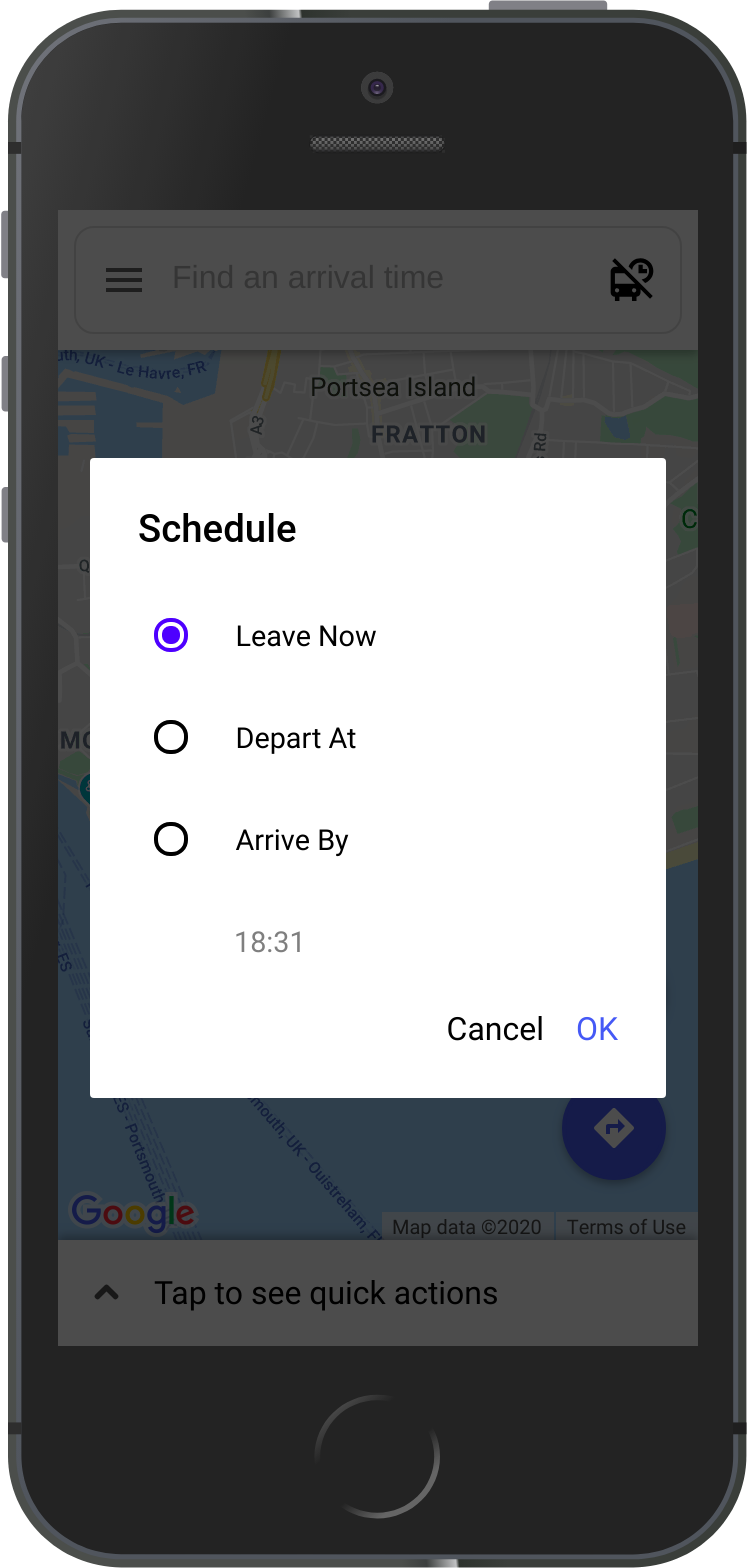 Find an arrival time
uth, UK - Le Havre, FR
Portsea Island
A3
FRATTON
s Rd
C
Schedule
Q
Leave Now
Depart At
MO
Arrive By
18:31
ES
Cancel OK
ES - Portsmouth
mouth, UK - Ouistreham, F
Google
Map data ©2020 Terms of Use
Tap to see quick actions